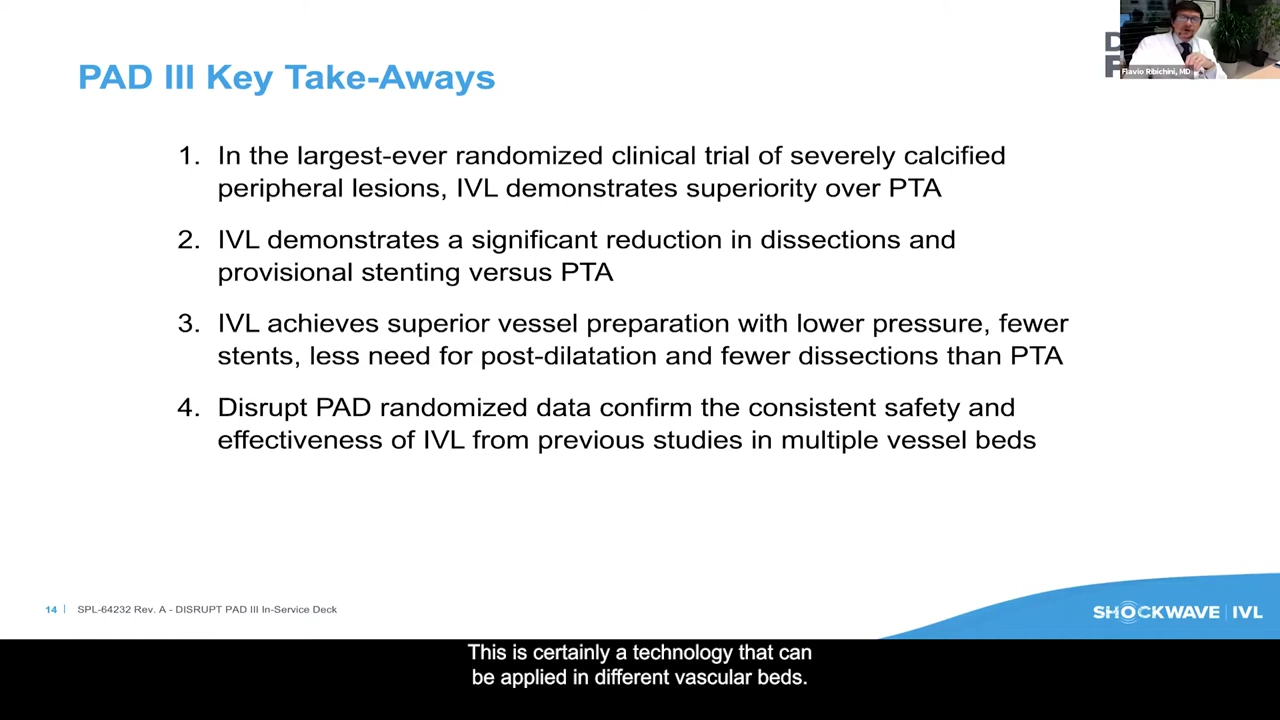 PAD III Key Take-Aways
D
P
Flavio Ribichini, MD
1. In the largest-ever randomized clinical trial of severely calcified
peripheral lesions, IVL demonstrates superiority over PTA
2. IVL demonstrates a significant reduction in dissections and
provisional stenting versus PTA
3. IVL achieves superior vessel preparation with lower pressure, fewer
stents, less need for post-dilatation and fewer dissections than PTA
4. Disrupt PAD randomized data confirm the consistent safety and
effectiveness of IVL from previous studies in multiple vessel beds
14 | SPL-64232 Rev. A - DISRUPT PAD III In-Service Deck
SHOCKWAVE | IVL
This is certainly a technology that can
be applied in different vascular beds.